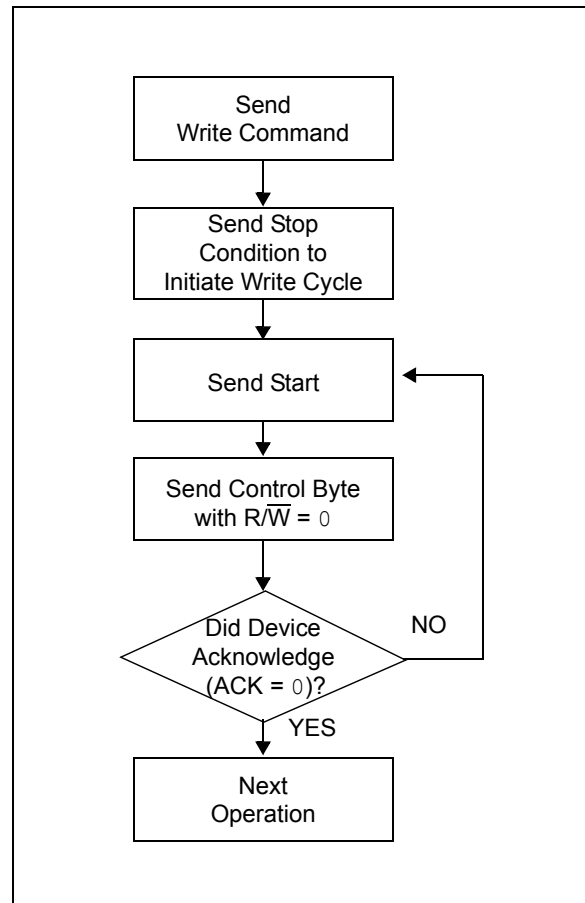 Send
Write Command
Send Stop
Condition to
Initiate Write Cycle
Send Start
Send Control Byte
with R/W̅ = 0
Did Device
Acknowledge
(ACK = 0)?
NO
YES
Next
Operation